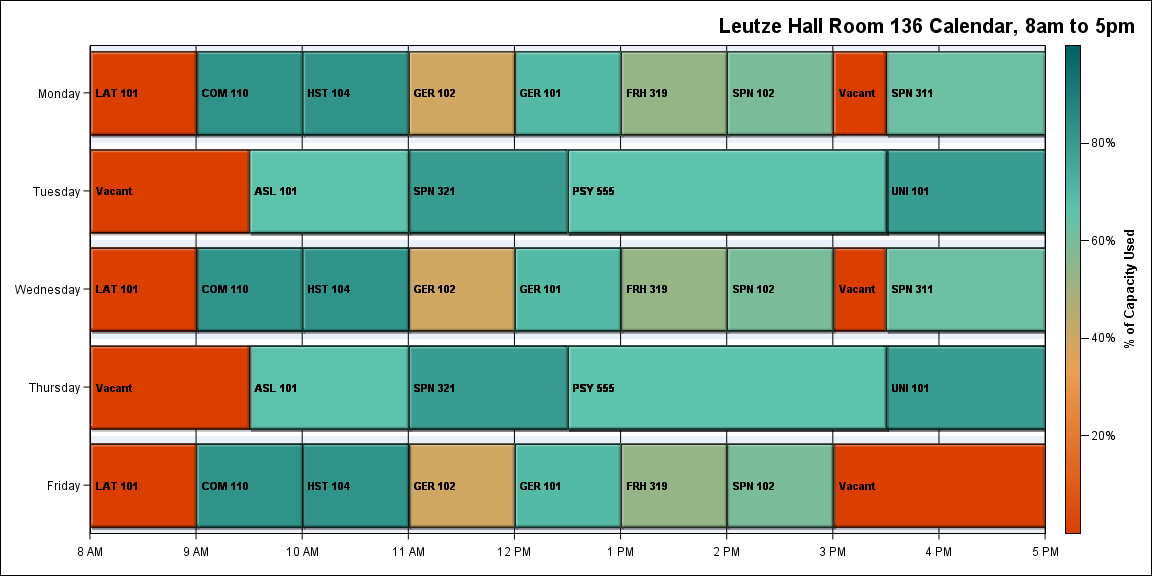 Leutze Hall Room 136 Calendar, 8am to 5pm
Monday
LAT 101
COM 110
HST 104
GER 102
GER 101
FRH 319
SPN 102
Vacant
SPN 311
Tuesday
Vacant
ASL 101
SPN 321
PSY 555
UNI 101
Wednesday
LAT 101
COM 110
HST 104
GER 102
GER 101
FRH 319
SPN 102
Vacant
SPN 311
Thursday
Vacant
ASL 101
SPN 321
PSY 555
UNI 101
Friday
LAT 101
COM 110
HST 104
GER 102
GER 101
FRH 319
SPN 102
Vacant
8 AM
9 AM
10 AM
11 AM
12 PM
1 PM
2 PM
3 PM
4 PM
5 PM
80%
60%
40%
20%
% of Capacity Used